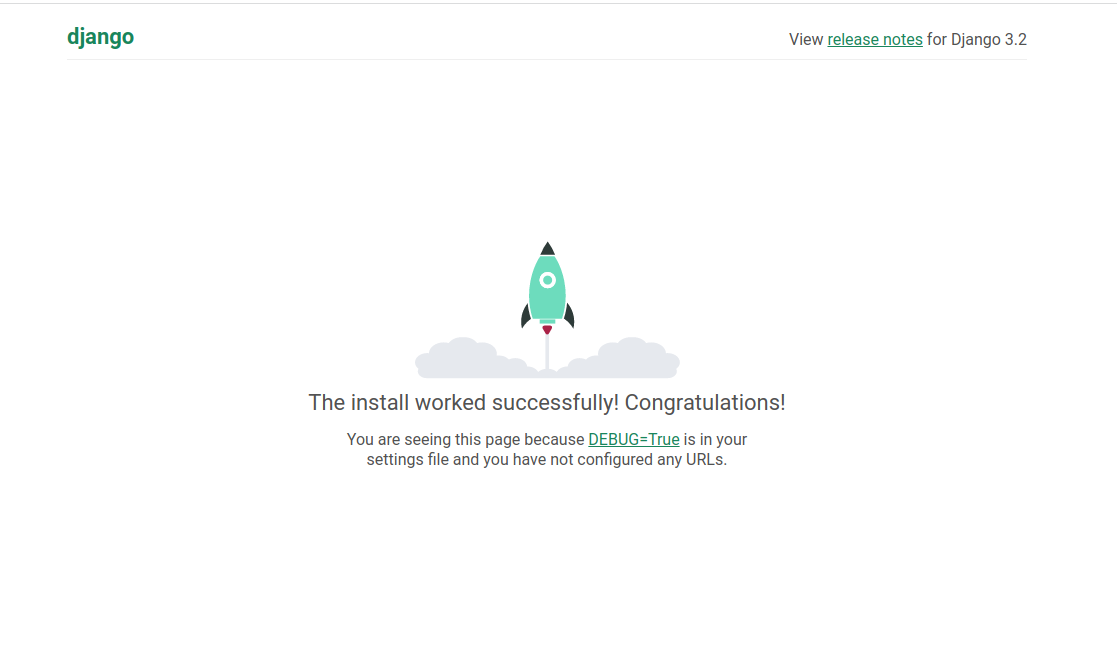 django
View release notes for Django 3.2
The install worked successfully! Congratulations!
You are seeing this page because DEBUG=True is in your
settings file and you have not configured any URLs.